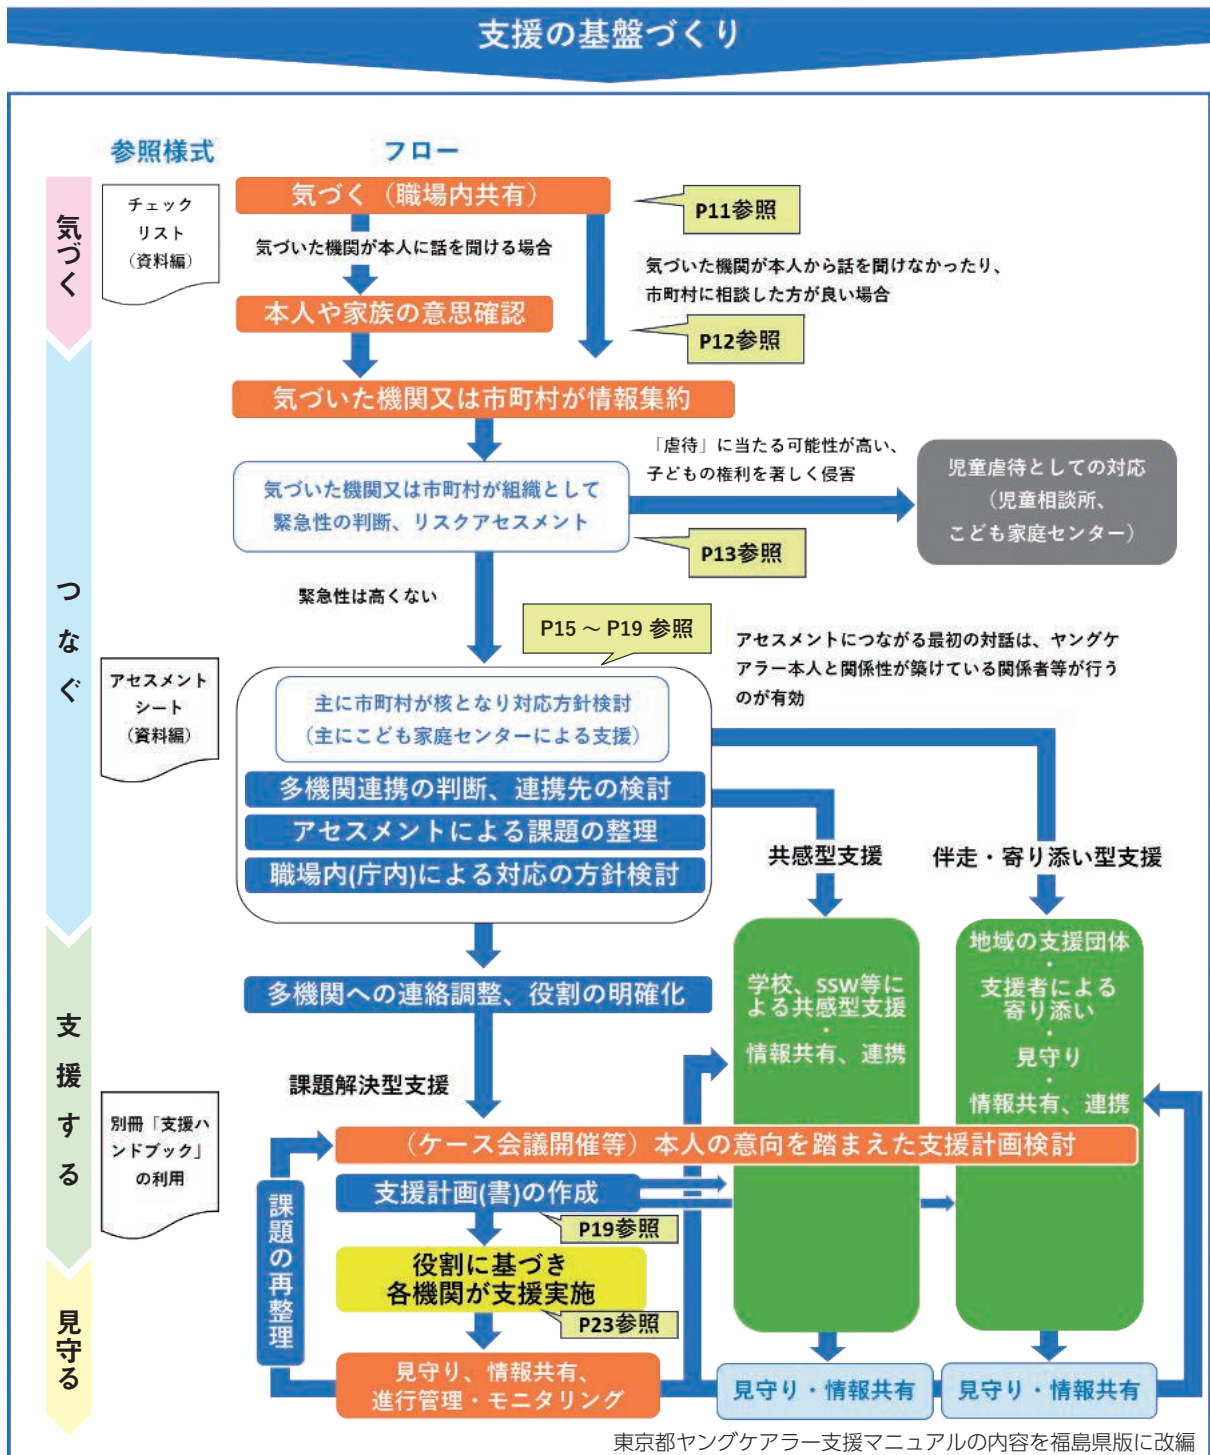 支援の基盤づくり
参照様式
フロー
気づく
チェック
リスト
（資料編）
気づく（職場内共有）
P11参照
気づいた機関が本人に話を聞ける場合
気づいた機関が本人から話を聞けなかったり、
市町村に相談した方が良い場合
本人や家族の意思確認
P12参照
つなぐ
気づいた機関又は市町村が情報集約
「虐待」に当たる可能性が高い、
子どもの権利を著しく侵害
気づいた機関又は市町村が組織として
緊急性の判断、リスクアセスメント
児童虐待としての対応
（児童相談所、
こども家庭センター）
P13参照
緊急性は高くない
P15 ～ P19 参照
アセスメントにつながる最初の対話は、ヤングケ
アラー本人と関係性が築けている関係者等が行う
のが有効
アセスメント
シート
（資料編）
主に市町村が核となり対応方針検討
（主にこども家庭センターによる支援）
多機関連携の判断、連携先の検討
アセスメントによる課題の整理
職場内(庁内)による対応の方針検討
共感型支援
伴走・寄り添い型支援
支援する
多機関への連絡調整、役割の明確化
学校、SSW等に
よる共感型支援
・
情報共有、連携
地域の支援団体
・
支援者による
寄り添い
・
見守り
・
情報共有、連携
課題解決型支援
別冊「支援ハ
ンドブック」
の利用
（ケース会議開催等）本人の意向を踏まえた支援計画検討
課題の再整理
支援計画(書)の作成
P19参照
役割に基づき
各機関が支援実施
P23参照
見守る
見守り、情報共有、
進行管理・モニタリング
見守り・情報共有
見守り・情報共有
東京都ヤングケアラー支援マニュアルの内容を福島県版に改編